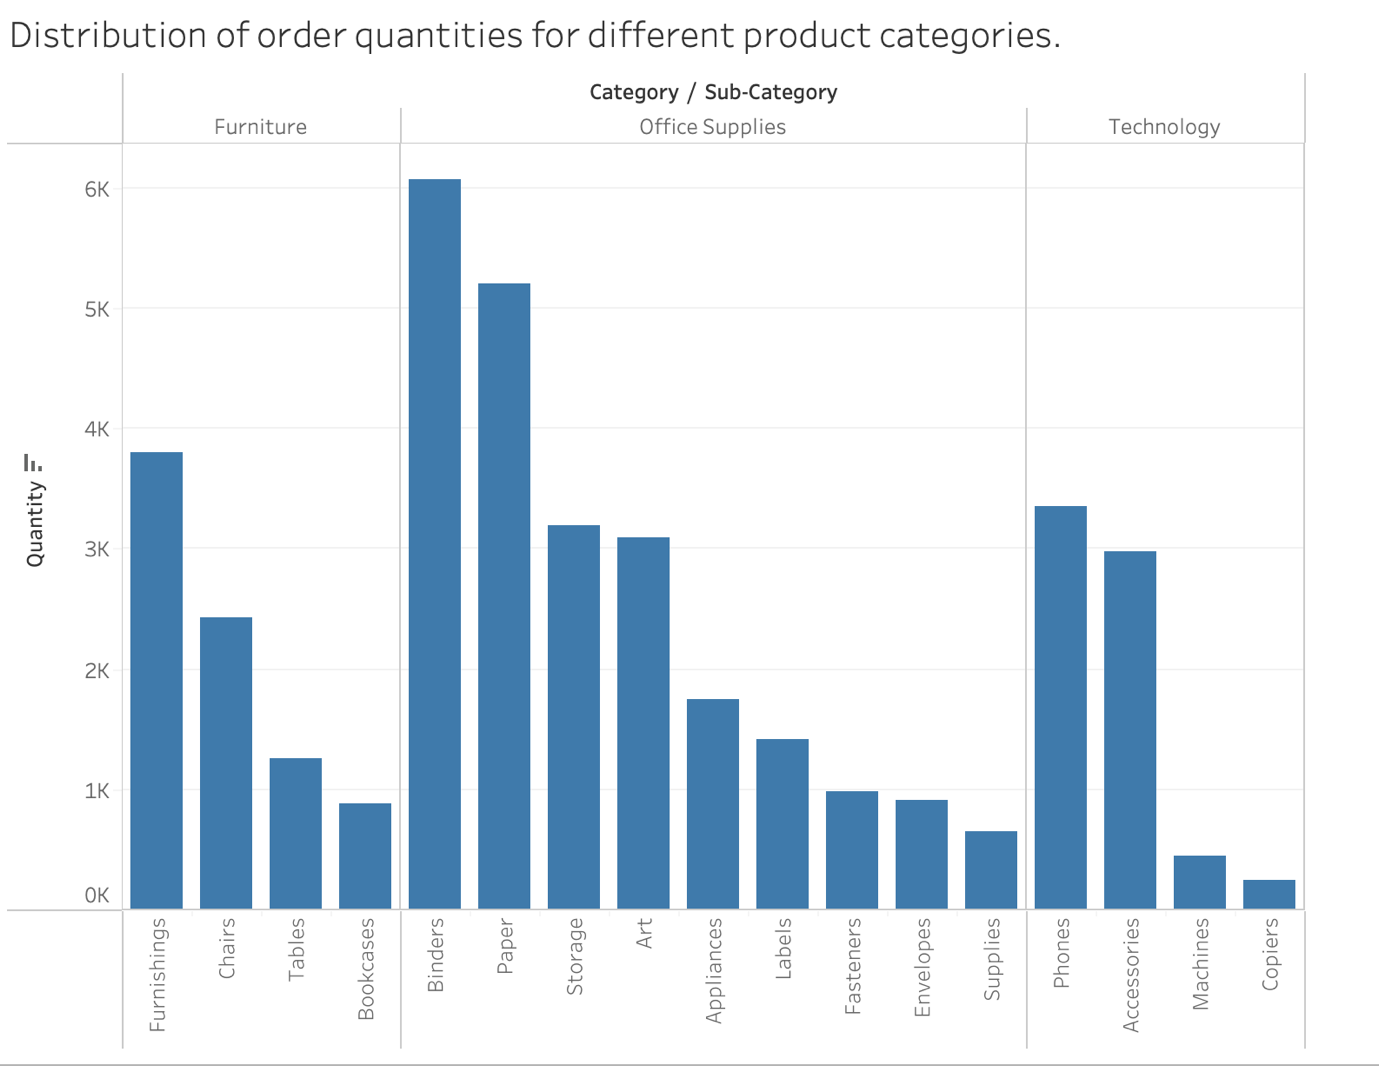 Distribution of order quantities for different product categories.
Category / Sub-Category
Furniture
Office Supplies
Technology
6K
5K
4K
3K
2K
1K
0K
Quantity
Furnishings
Chairs
Tables
Bookcases
Binders
Paper
Storage
Art
Appliances
Labels
Fasteners
Envelopes
Supplies
Phones
Accessories
Machines
Copiers